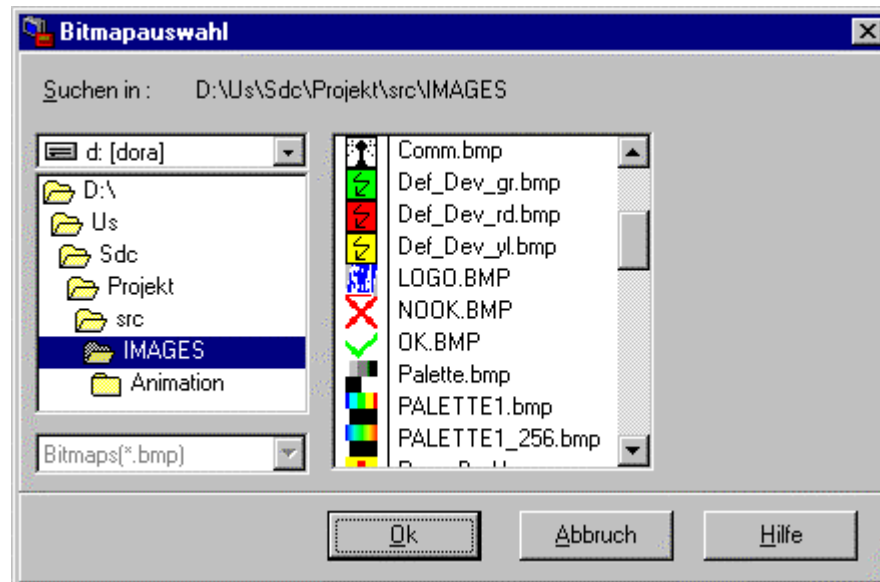 Bitmapauswahl
Suchen in : D:\Us\Sdc\Projekt\src\IMAGES
d: [dora]
D:\
Us
Sdc
Projekt
src
IMAGES
Animation
Bitmaps(*.bmp)
Comm.bmp
Def_Dev_gr.bmp
Def_Dev_rd.bmp
Def_Dev_yl.bmp
LOGO.BMP
NOOK.BMP
OK.BMP
Palette.bmp
PALETTE1.bmp
PALETTE1_256.bmp
Ok Abbruch Hilfe